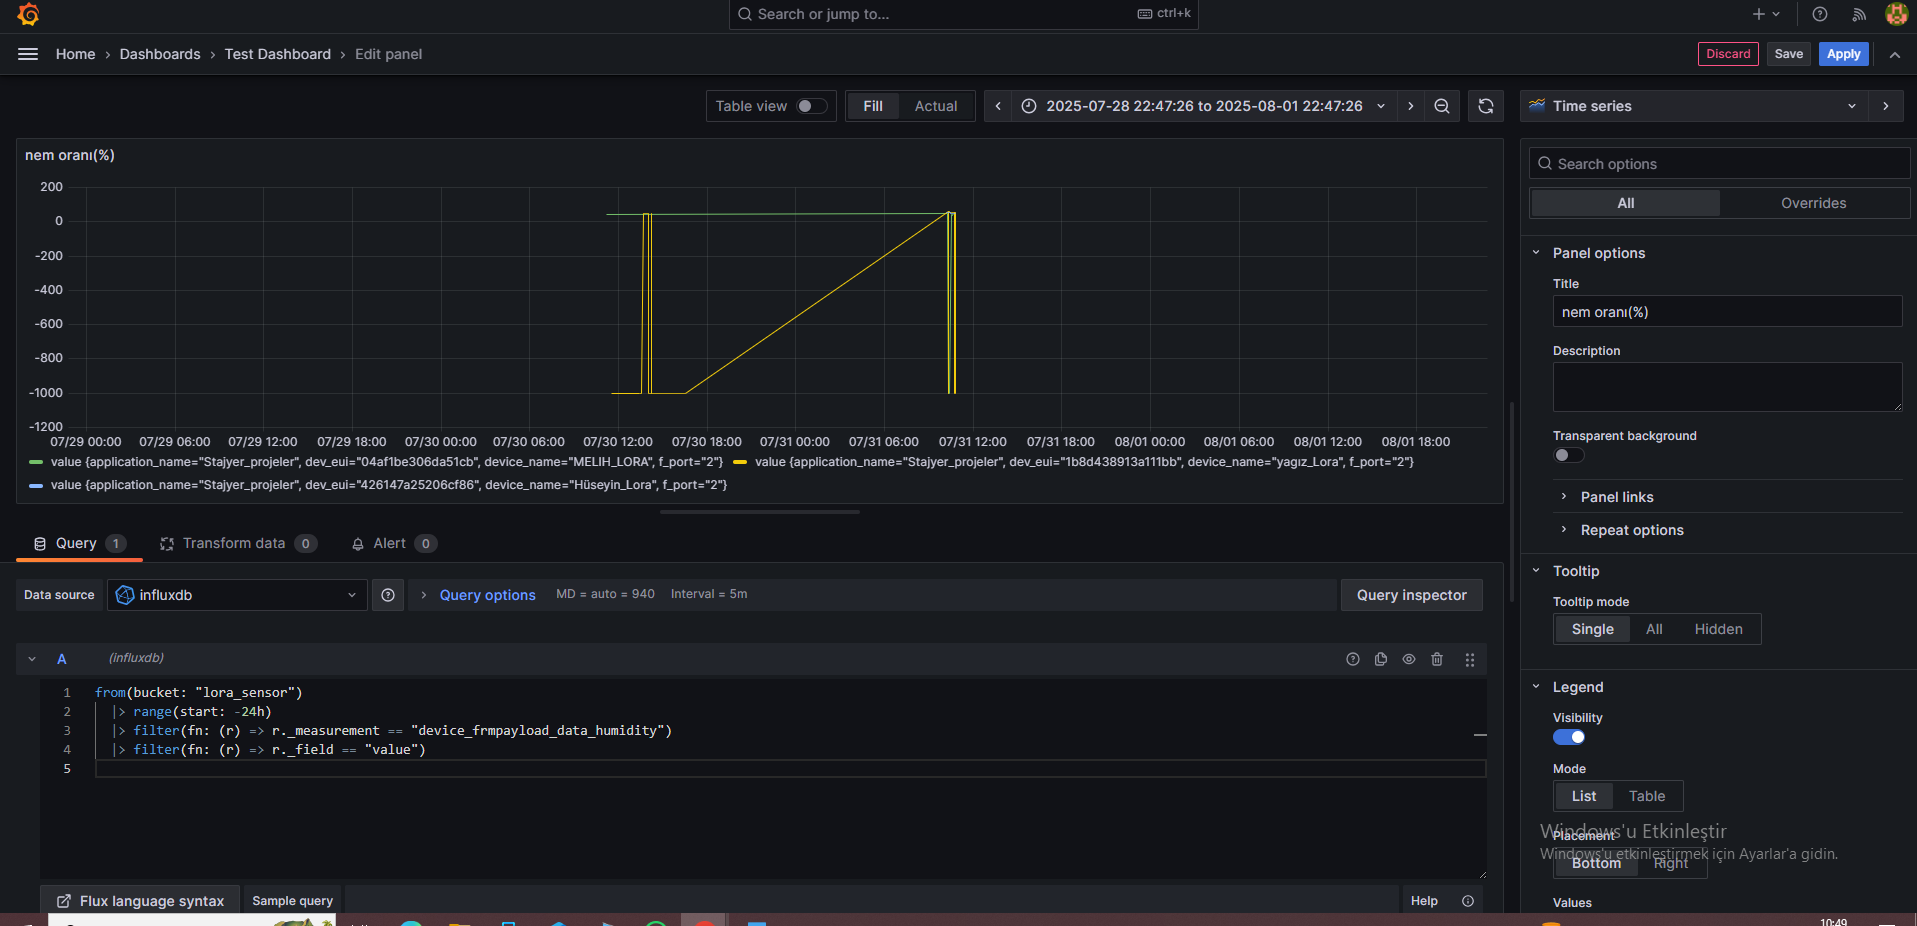 Search or jump to...
ctrl+k
Home › Dashboards › Test Dashboard › Edit panel
Discard
Save
Apply
Table view
Fill
Actual
2025-07-28 22:47:26 to 2025-08-01 22:47:26
Time series
nem oranı(%)
200
0
-200
-400
-600
-800
-1000
-1200
07/29 00:00
07/29 06:00
07/29 12:00
07/29 18:00
07/30 00:00
07/30 06:00
07/30 12:00
07/30 18:00
07/31 00:00
07/31 06:00
07/31 12:00
07/31 18:00
08/01 00:00
08/01 06:00
08/01 12:00
08/01 18:00
value {application_name="Stajyer_projeler", dev_eui="04af1be306da51cb", device_name="MELIH_LORA", f_port="2"}
value {application_name="Stajyer_projeler", dev_eui="1b8d438913a111bb", device_name="yagız_Lora", f_port="2"}
value {application_name="Stajyer_projeler", dev_eui="426147a25206cf86", device_name="Hüseyin_Lora", f_port="2"}
Query 1
Transform data 0
Alert 0
Data source
influxdb
Query options
MD = auto = 940
Interval = 5m
Query inspector
A
(influxdb)
1 from(bucket: "lora_sensor")
2 |> range(start: -24h)
3 |> filter(fn: (r) => r._measurement == "device_frmpayload_data_humidity")
4 |> filter(fn: (r) => r._field == "value")
5
Flux language syntax
Sample query
Help
Search options
All
Overrides
Panel options
Title
nem oranı(%)
Description
Transparent background
Panel links
Repeat options
Tooltip
Tooltip mode
Single
All
Hidden
Legend
Visibility
Mode
List
Table
Windows'u Etkinleştir
Placement
Windows'u etkinleştirmek için Ayarlar'a gidin.
Bottom
Right
Values
10:49